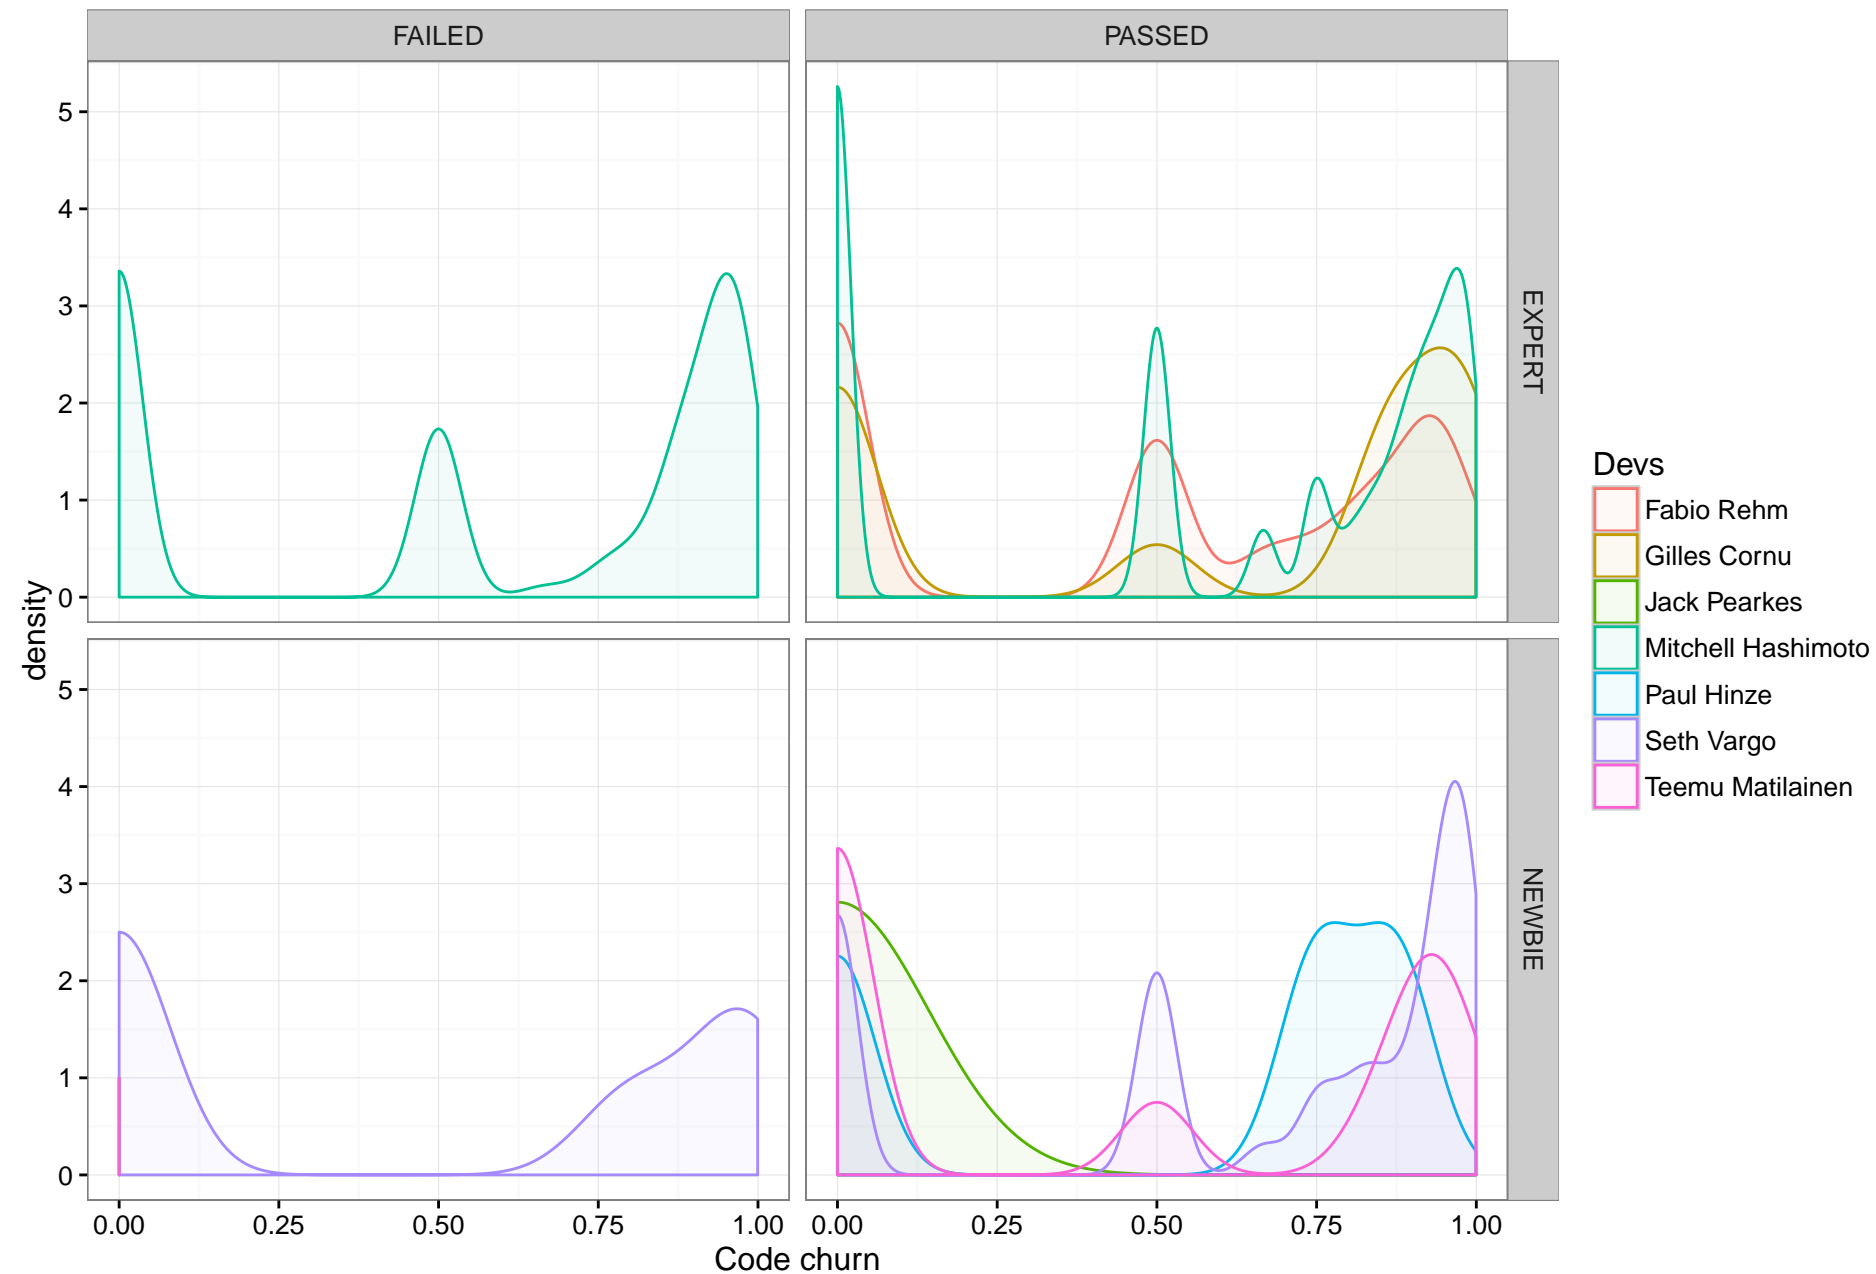 FAILED
PASSED
5
4
3
2
1
0
EXPERT
density
5
4
3
2
1
0
NEWBIE
0.00 0.25 0.50 0.75 1.00
0.00 0.25 0.50 0.75 1.00
Code churn
Devs
Fabio Rehm
Gilles Cornu
Jack Pearkes
Mitchell Hashimoto
Paul Hinze
Seth Vargo
Teemu Matilainen